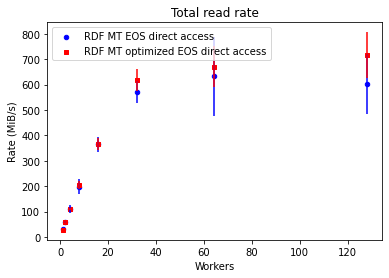 Total read rate
RDF MT EOS direct access
RDF MT optimized EOS direct access
Rate (MiB/s)
800
700
600
500
400
300
200
100
0
0 20 40 60 80 100 120
Workers